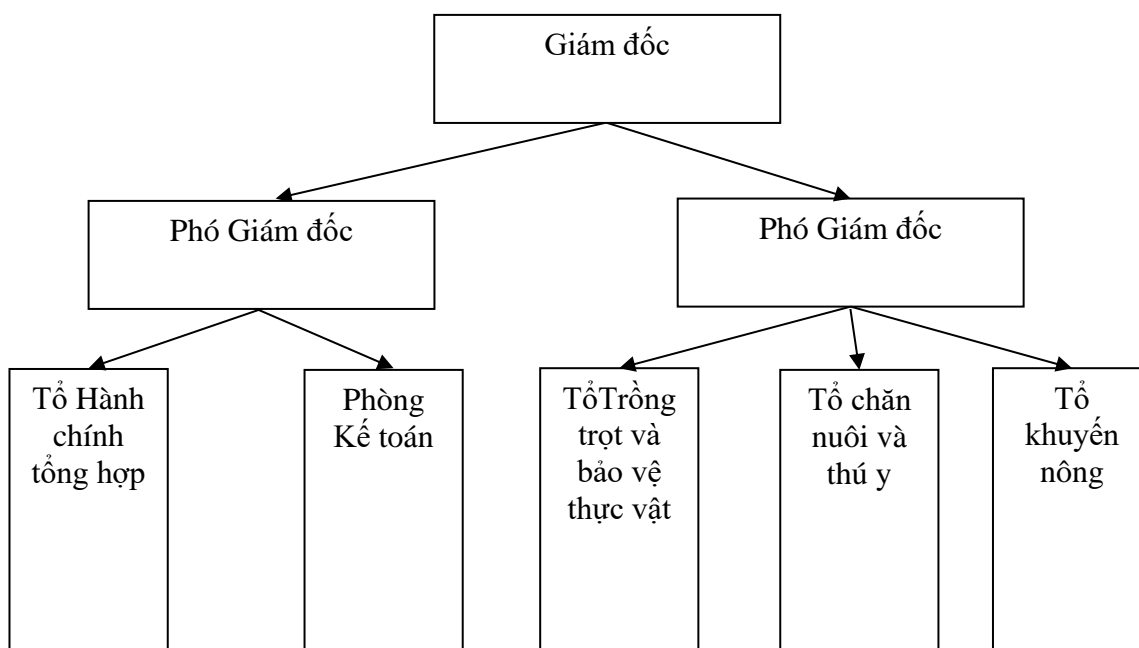 Giám đốc
Phó Giám đốc
Phó Giám đốc
Tổ Hành
chính
tổng hợp
Phòng
Kế toán
TổTrồng
trọt và
bảo vệ
thực vật
Tổ chăn
nuôi và
thú y
Tổ
khuyến
nông